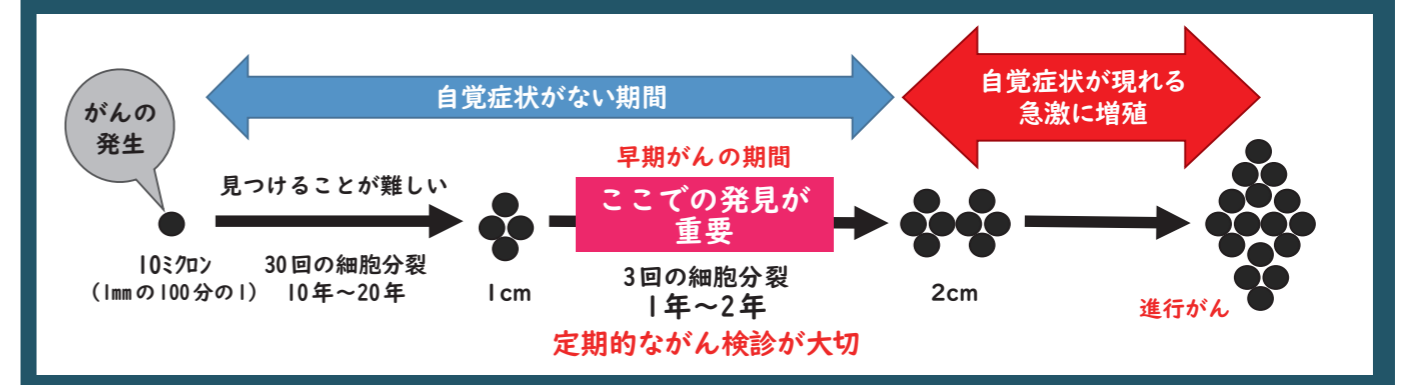 がんの
発生
自覚症状がない期間
自覚症状が現れる
急激に増殖
見つけることが難しい
早期がんの期間
ここでの発見が
重要
10ミクロン
（1mmの100分の1）
30回の細胞分裂
10年〜20年
1cm
3回の細胞分裂
1年〜2年
定期的ながん検診が大切
2cm
進行がん